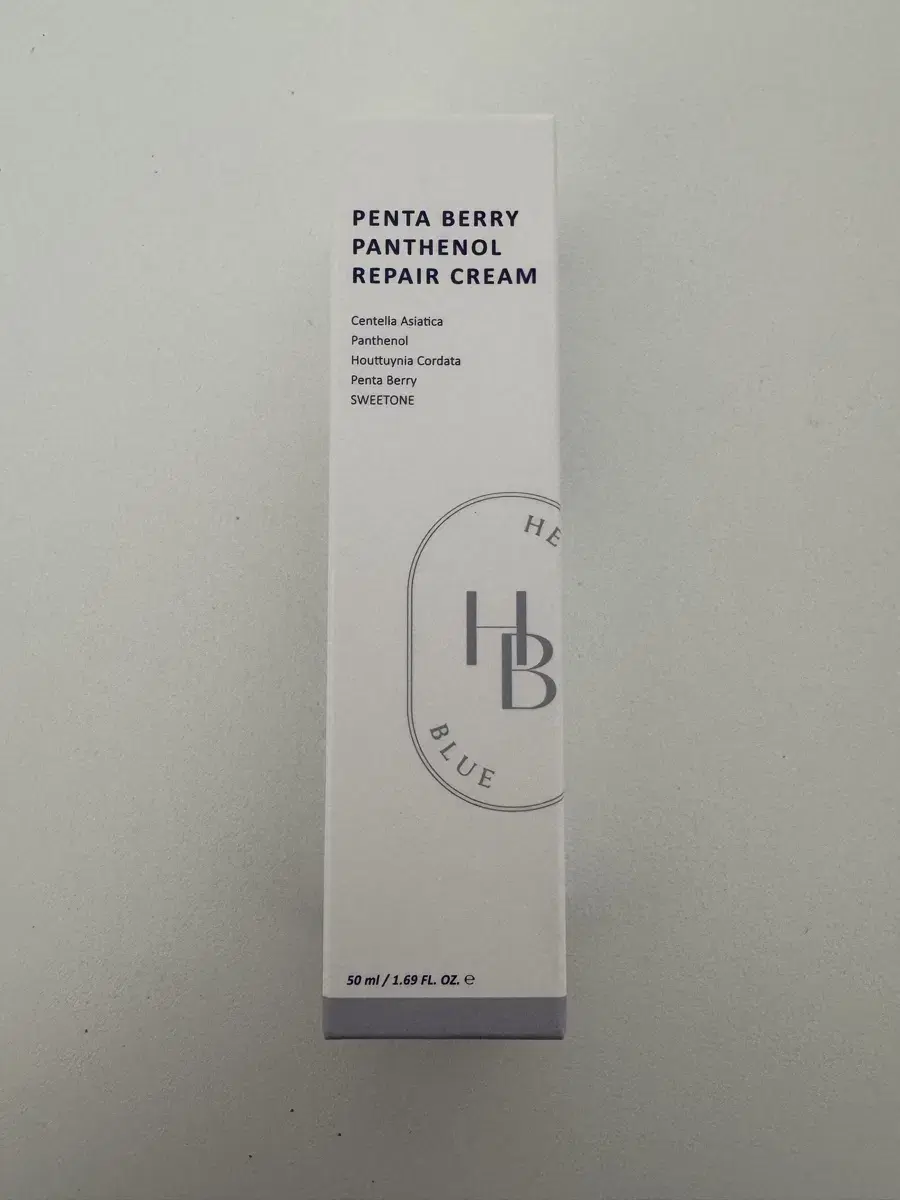 PENTA BERRY
PANTHENOL
REPAIR CREAM
Centella Asiatica
Panthenol
Houttuynia Cordata
Penta Berry
SWEETONE
HE
HB
BLUE
50 ml / 1.69 FL. OZ. ℮